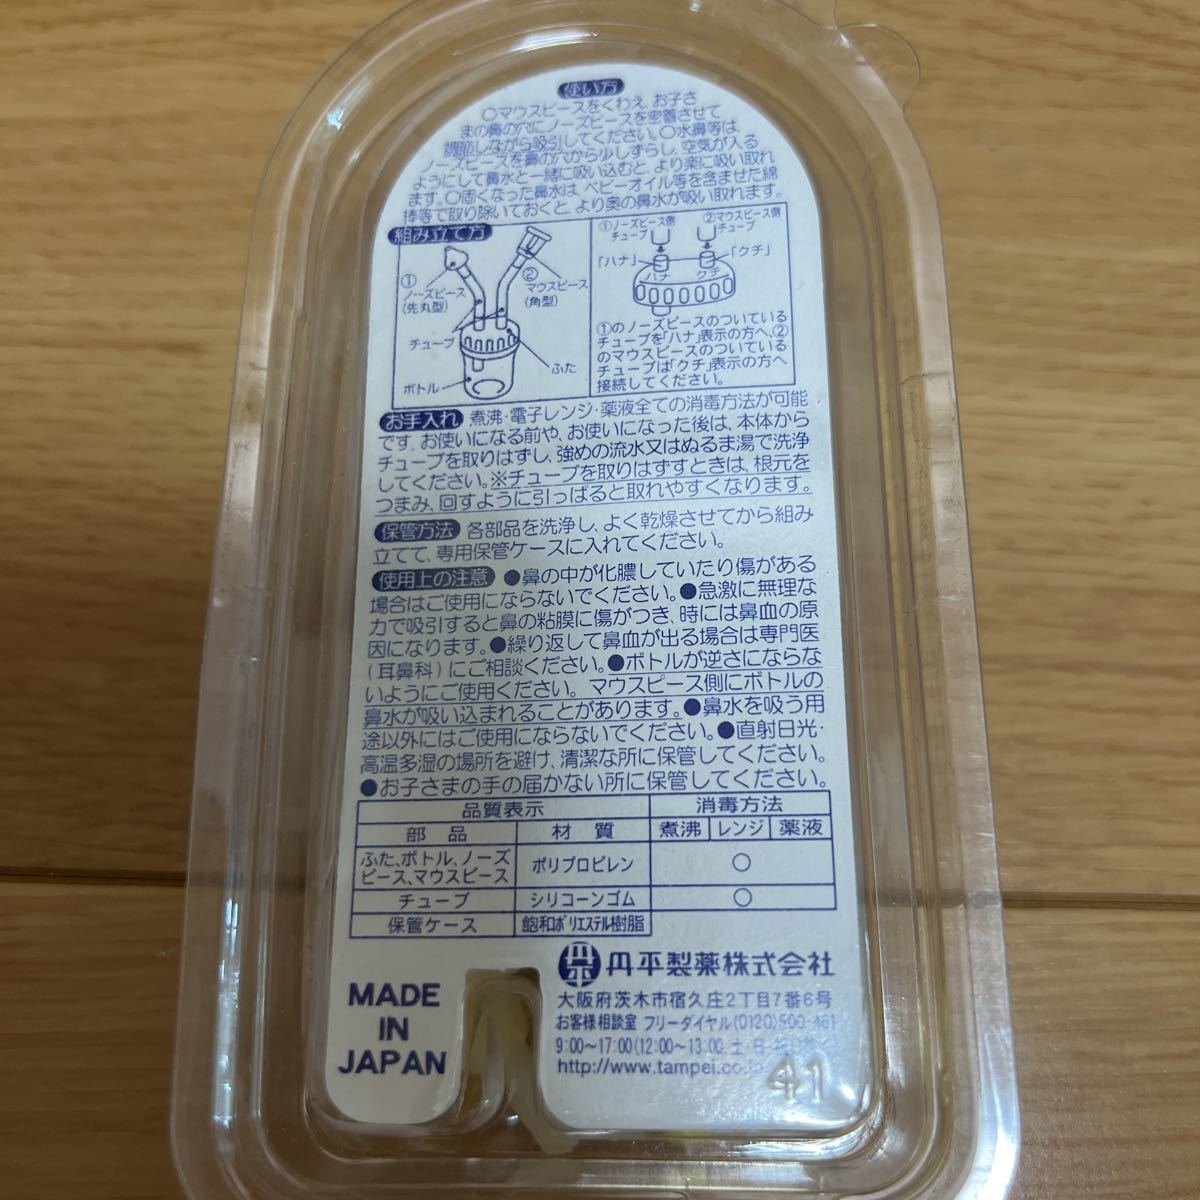 使い方
○マウスピースをくわえ、お子さ
まの鼻の穴にノーズピースを密着させて
調節しながら吸引してください。○水鼻等は、
ノーズピースを鼻の穴から少しずらし、空気が入る
ようにして鼻水と一緒に吸い込むと、より楽に吸い取れ
ます。○固くなった鼻水は、ベビーオイル等を含ませた綿
棒等で取り除いておくと、より奥の鼻水が吸い取れます。
組み立て方
①
ノーズピース
(先丸型)
②
マウスピース
(角型)
チューブ
ふた
ボトル
①ノーズピース側
チューブ
②マウスピース側
チューブ
「ハナ」
「クチ」
ハナ クチ
①のノーズピースのついている
チューブを「ハナ」表示の方へ、②
のマウスピースのついている
チューブは「クチ」表示の方へ
接続してください。
お手入れ 煮沸・電子レンジ・薬液全ての消毒方法が可能
です。お使いになる前や、お使いになった後は、本体から
チューブを取りはずし、強めの流水又はぬるま湯で洗浄
してください。※チューブを取りはずすときは、根元を
つまみ、回すように引っぱると取れやすくなります。
保管方法 各部品を洗浄し、よく乾燥させてから組み
立てて、専用保管ケースに入れてください。
使用上の注意 ●鼻の中が化膿していたり傷がある
場合はご使用にならないでください。●急激に無理な
力で吸引すると鼻の粘膜に傷がつき、時には鼻血の原
因になります。●繰り返して鼻血が出る場合は専門医
(耳鼻科)にご相談ください。●ボトルが逆さにならな
いようにご使用ください。マウスピース側にボトルの
鼻水が吸い込まれることがあります。●鼻水を吸う用
途以外にはご使用にならないでください。●直射日光・
高温多湿の場所を避け、清潔な所に保管してください。
●お子さまの手の届かない所に保管してください。
品質表示 消毒方法
部品 材質 煮沸 レンジ 薬液
ふた、ボトル、ノーズ
ピース、マウスピース ポリプロピレン ○
チューブ シリコーンゴム ○
保管ケース 飽和ポリエステル樹脂
MADE
IN
JAPAN
丹平製薬株式会社
大阪府茨木市宿久庄2丁目7番6号
お客様相談室 フリーダイヤル(0120)500-461
9:00~17:00(12:00~13:00、土・日・祝日
http://www.tampei.co.
41